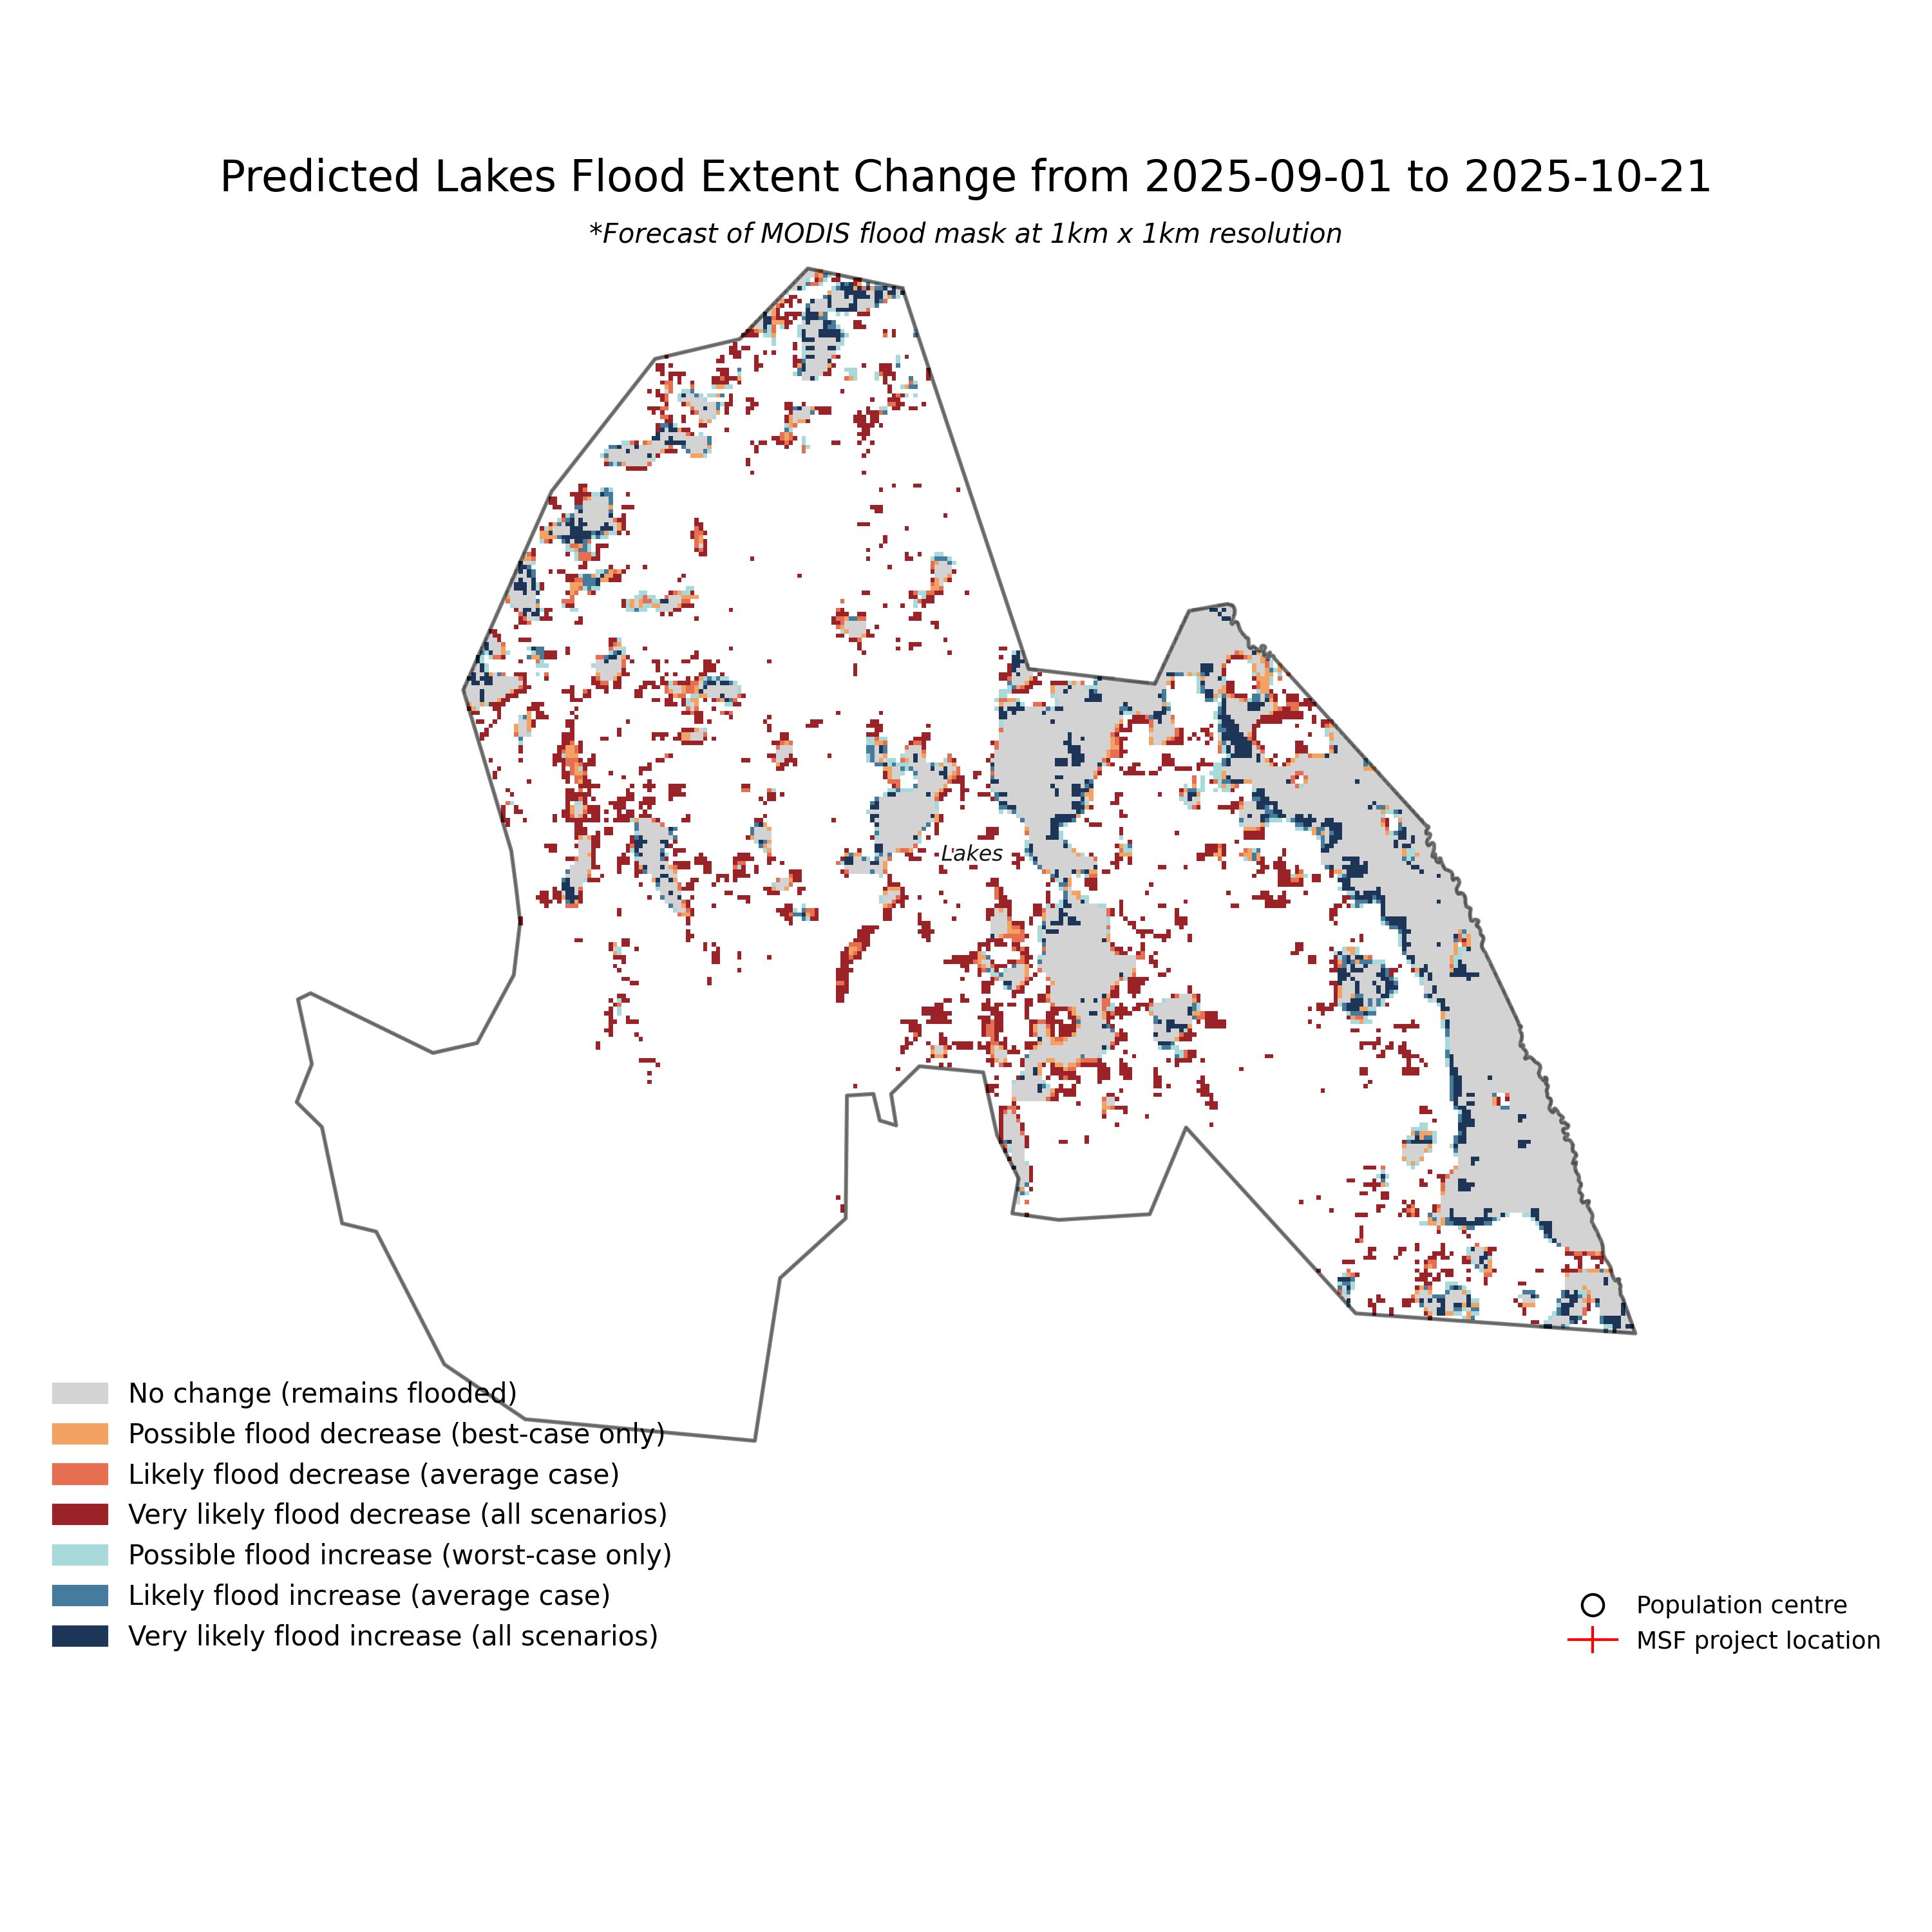 Predicted Lakes Flood Extent Change from 2025-09-01 to 2025-10-21
*Forecast of MODIS flood mask at 1km x 1km resolution
Lakes
No change (remains flooded)
Possible flood decrease (best-case only)
Likely flood decrease (average case)
Very likely flood decrease (all scenarios)
Possible flood increase (worst-case only)
Likely flood increase (average case)
Very likely flood increase (all scenarios)
Population centre
MSF project location